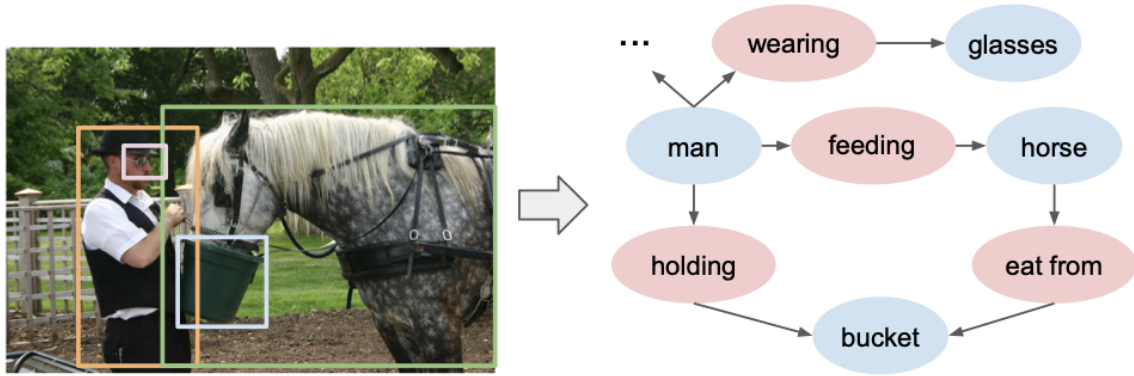 ...
wearing
glasses
man
feeding
horse
holding
eat from
bucket